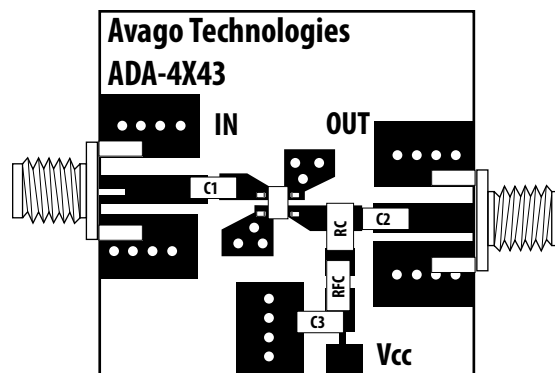 Avago Technologies
ADA-4X43
IN
OUT
C1
C2
RC
RFC
C3
Vcc